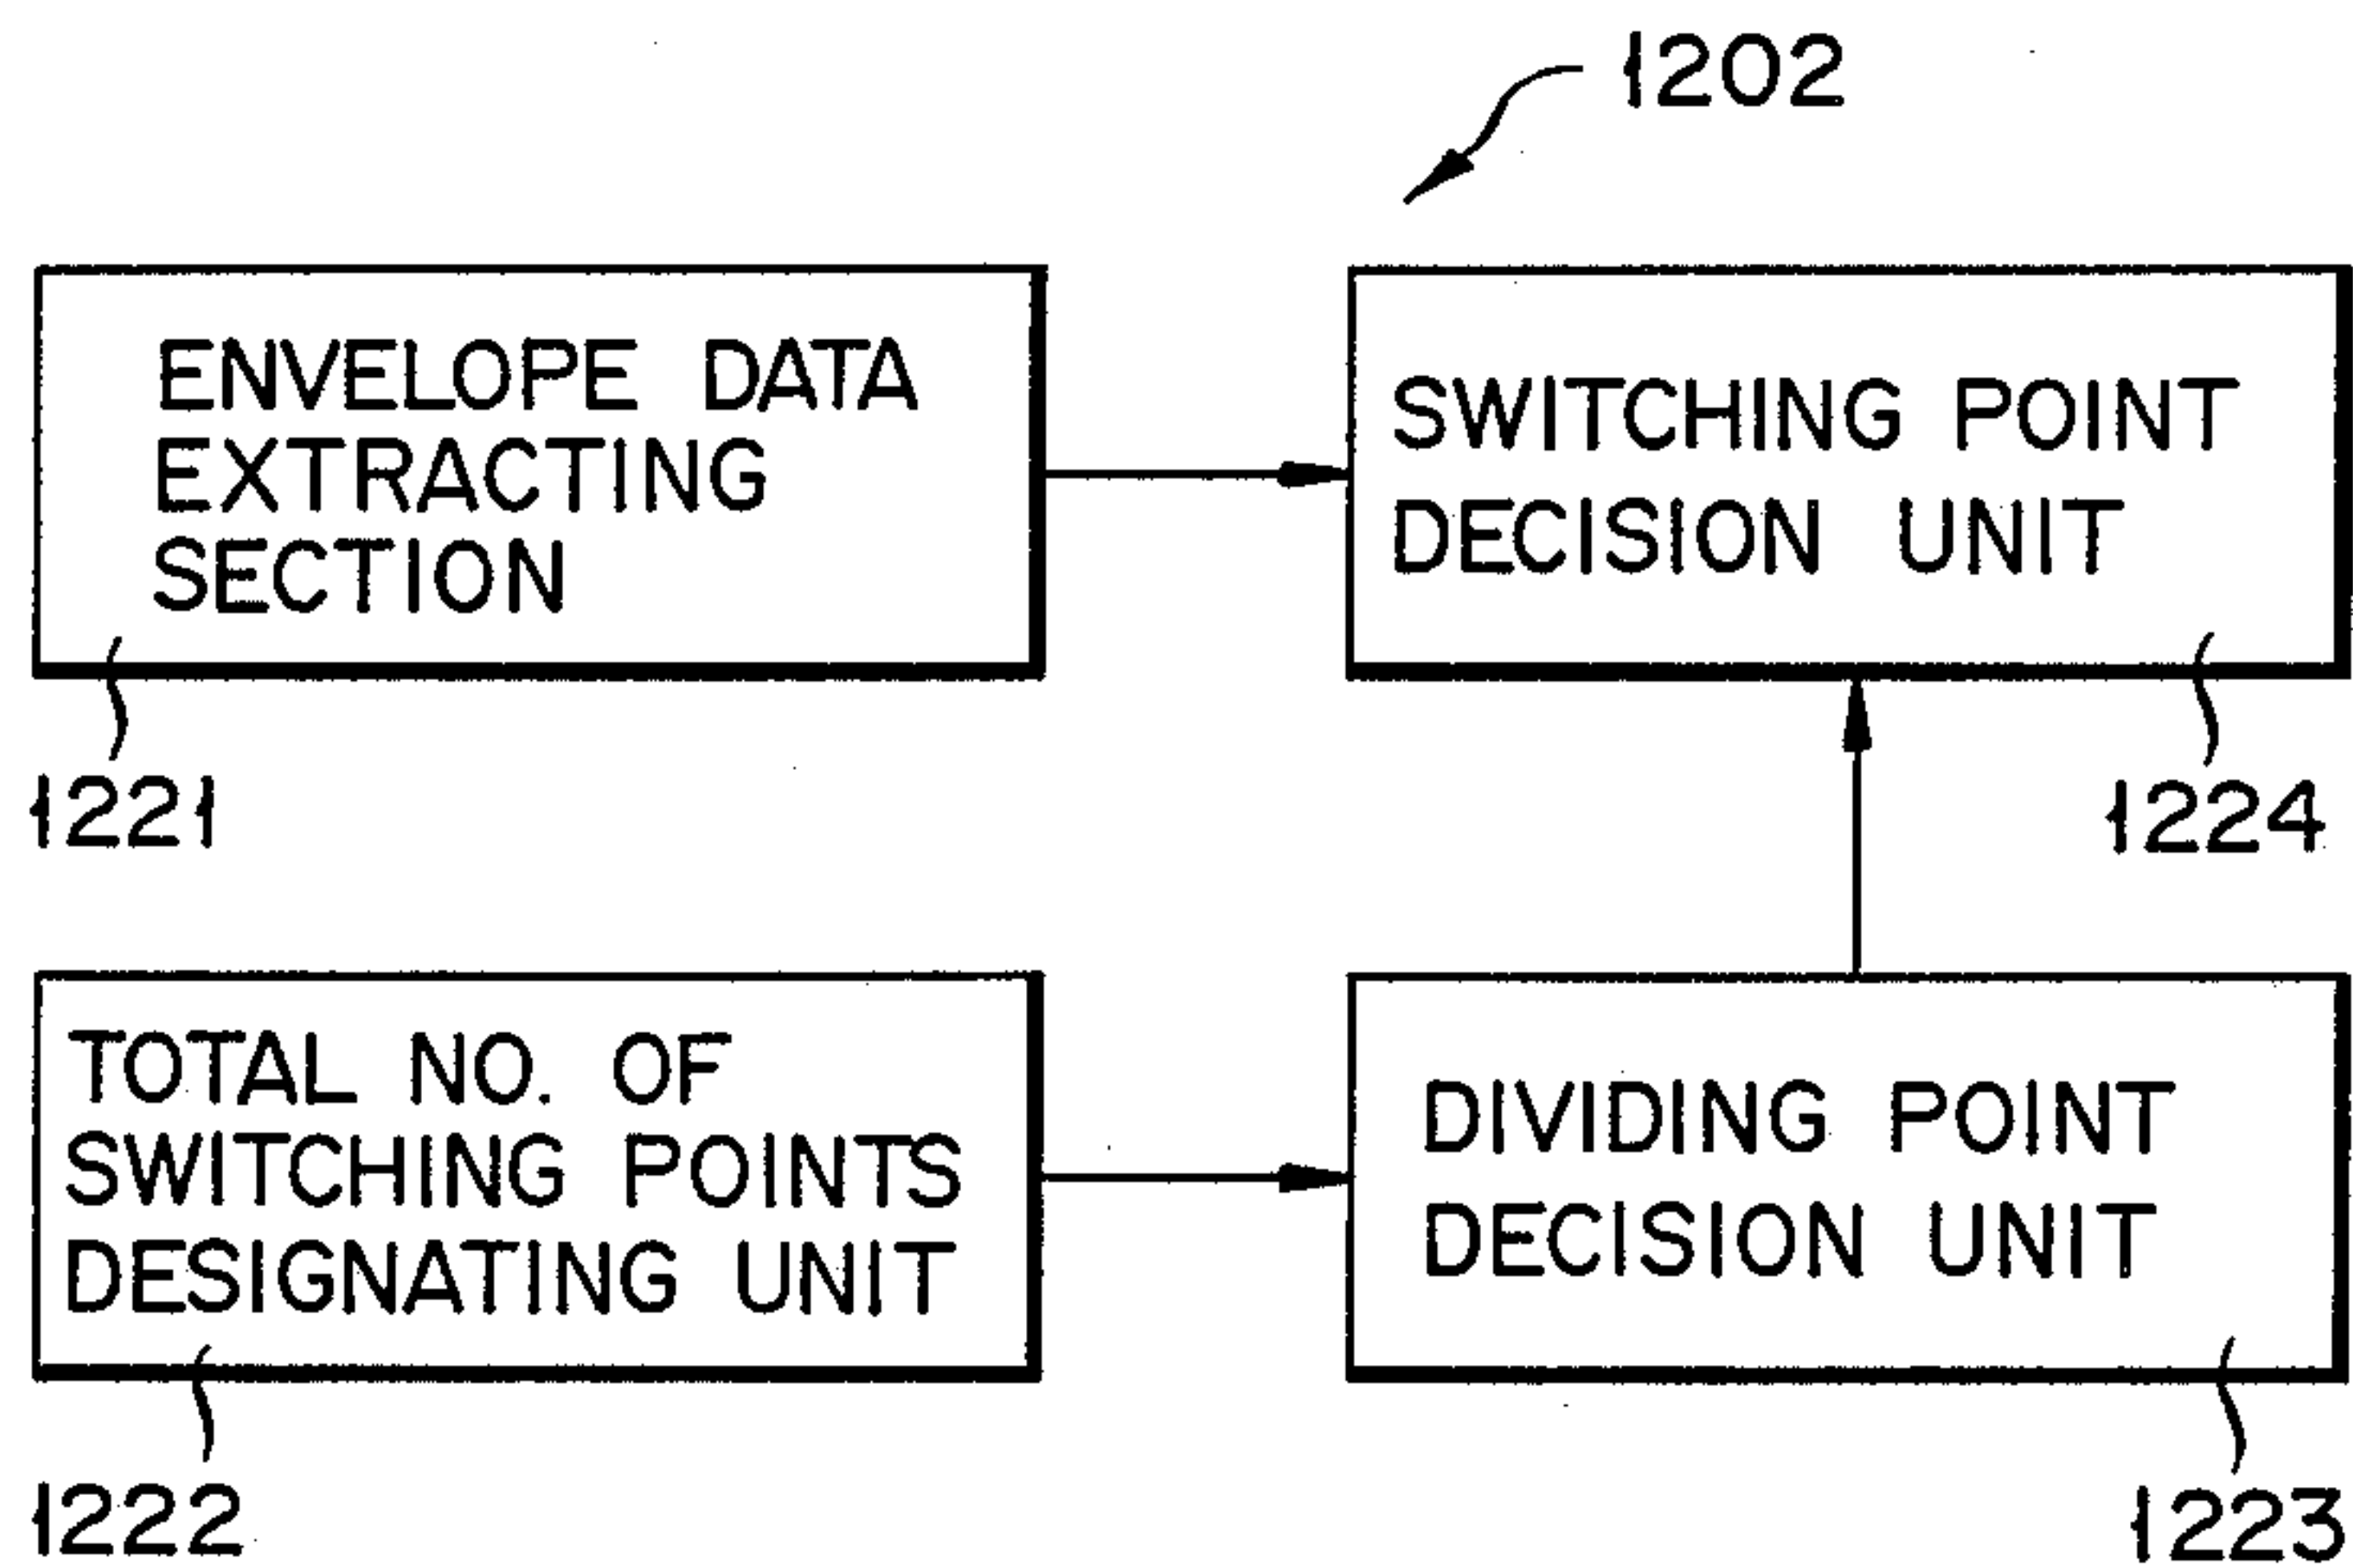 1202
ENVELOPE DATA
EXTRACTING
SECTION
1221
SWITCHING POINT
DECISION UNIT
1224
TOTAL NO. OF
SWITCHING POINTS
DESIGNATING UNIT
1222
DIVIDING POINT
DECISION UNIT
1223